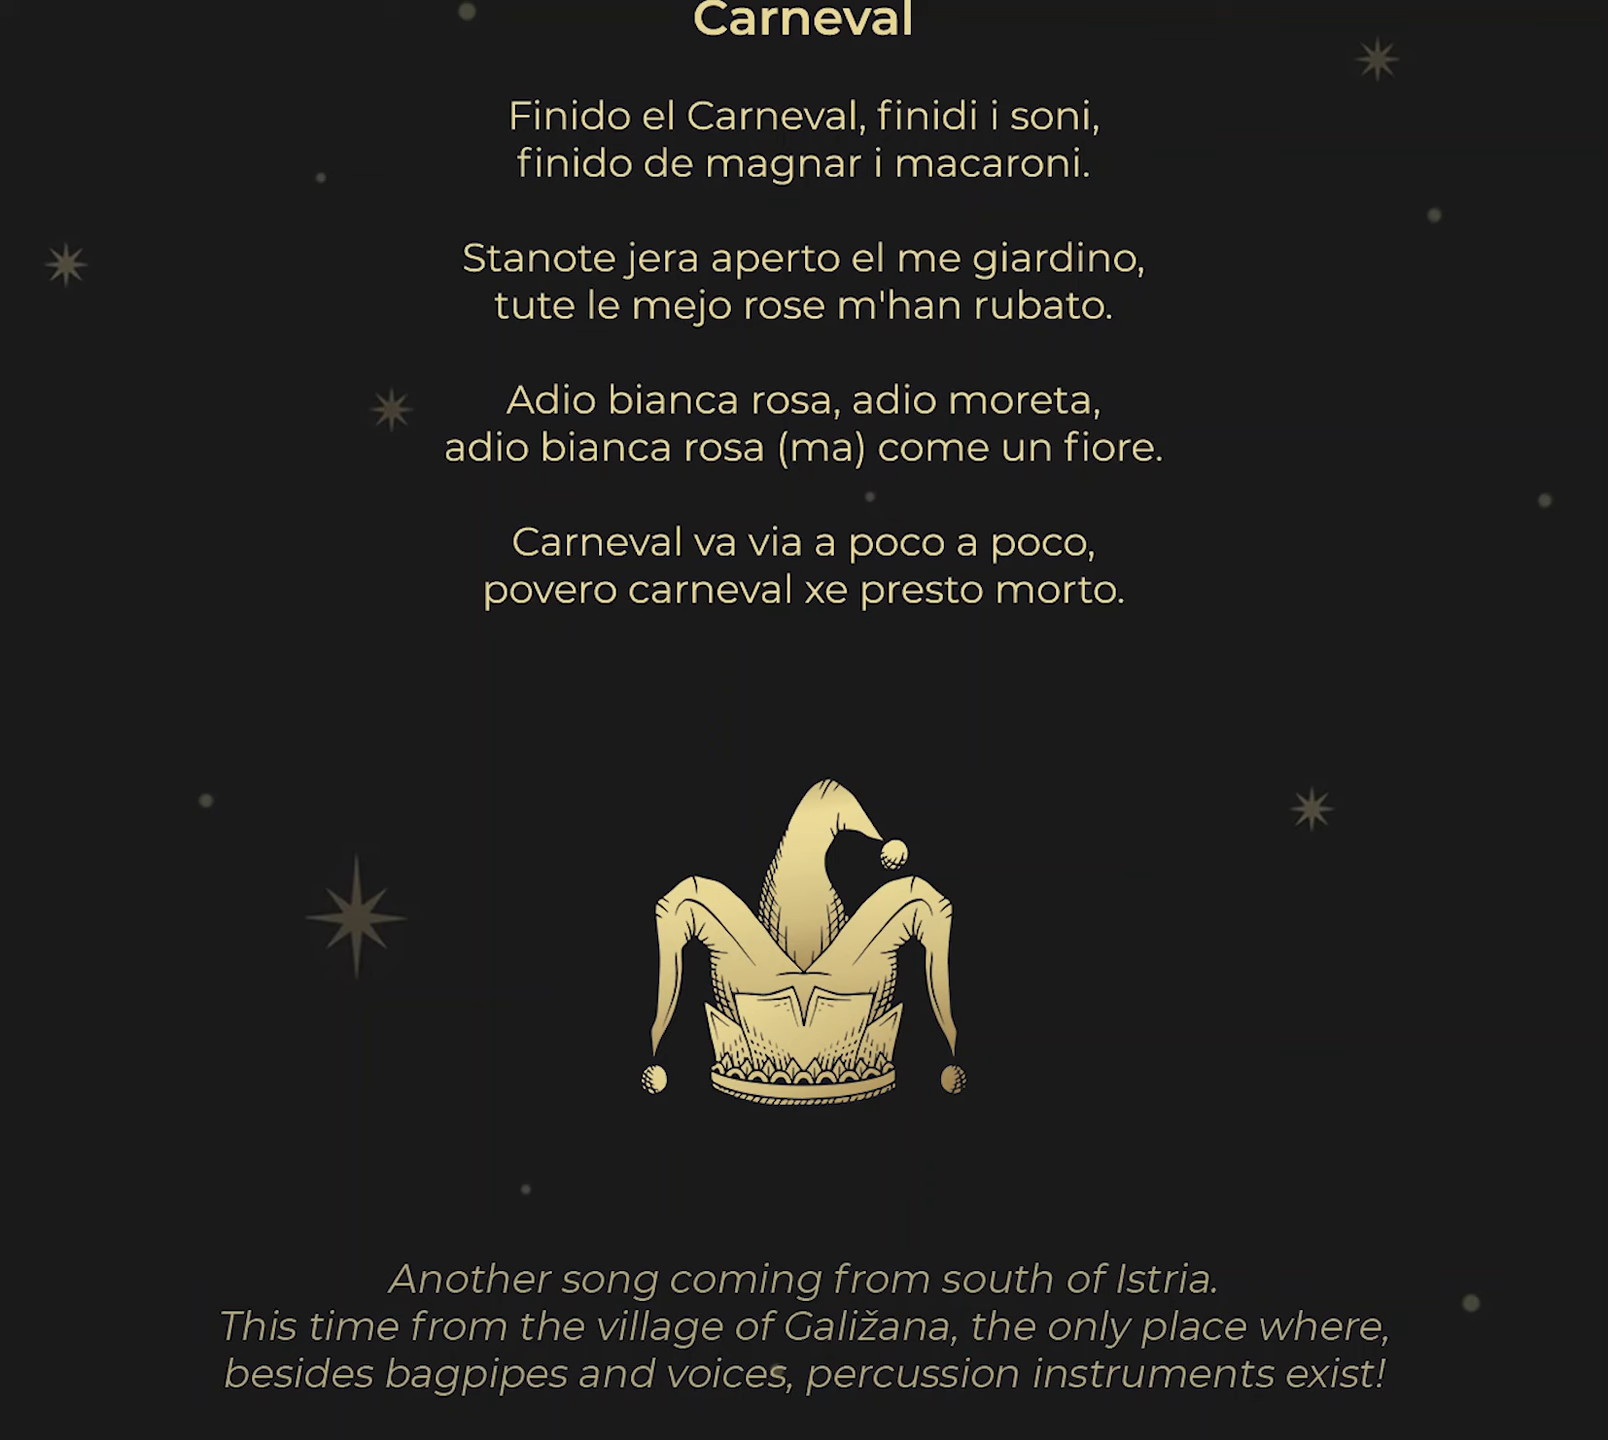 Carneval
Finido el Carneval, finidi i soni,
finido de magnar i macaroni.
Stanote jera aperto el me giardino,
tute le mejo rose m'han rubato.
Adio bianca rosa, adio moreta,
adio bianca rosa (ma) come un fiore.
Carneval va via a poco a poco,
povero carneval xe presto morto.
Another song coming from south of Istria.
This time from the village of Galižana, the only place where,
besides bagpipes and voices, percussion instruments exist!